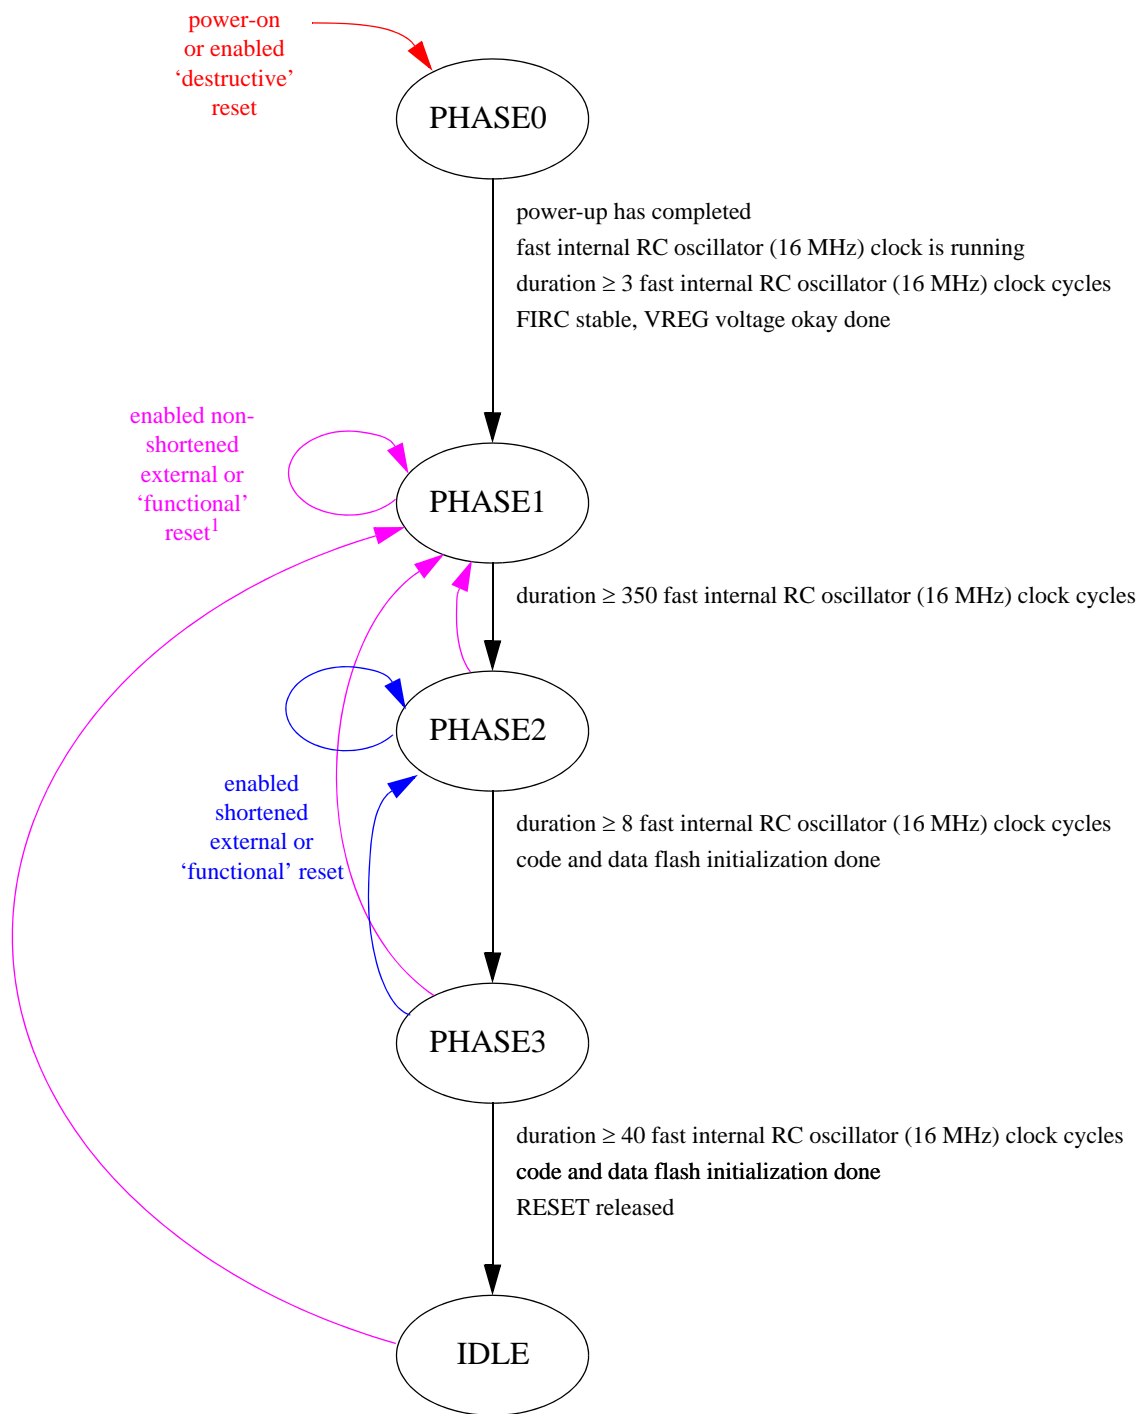 power-on
or enabled
‘destructive’
reset
PHASE0
power-up has completed
fast internal RC oscillator (16 MHz) clock is running
duration ≥ 3 fast internal RC oscillator (16 MHz) clock cycles
FIRC stable, VREG voltage okay done
enabled non-
shortened
external or
‘functional’
reset1
PHASE1
duration ≥ 350 fast internal RC oscillator (16 MHz) clock cycles
PHASE2
enabled
shortened
external or
‘functional’ reset
duration ≥ 8 fast internal RC oscillator (16 MHz) clock cycles
code and data flash initialization done
PHASE3
duration ≥ 40 fast internal RC oscillator (16 MHz) clock cycles
code and data flash initialization done
RESET released
IDLE